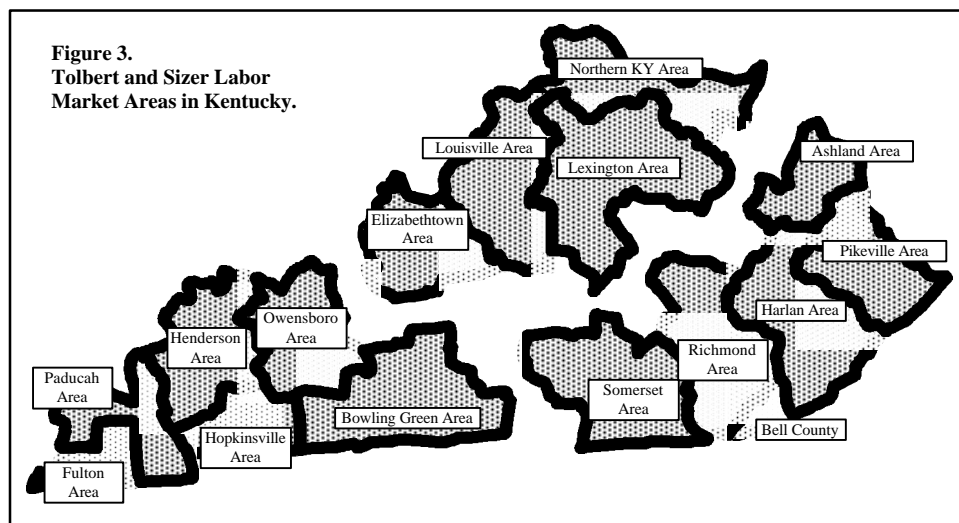 Figure 3.
Tolbert and Sizer Labor
Market Areas in Kentucky.
Northern KY Area
Louisville Area
Lexington Area
Ashland Area
Elizabethtown
Area
Pikeville Area
Harlan Area
Owensboro
Area
Henderson
Area
Richmond
Area
Paducah
Area
Somerset
Area
Bowling Green Area
Bell County
Hopkinsville
Area
Fulton
Area